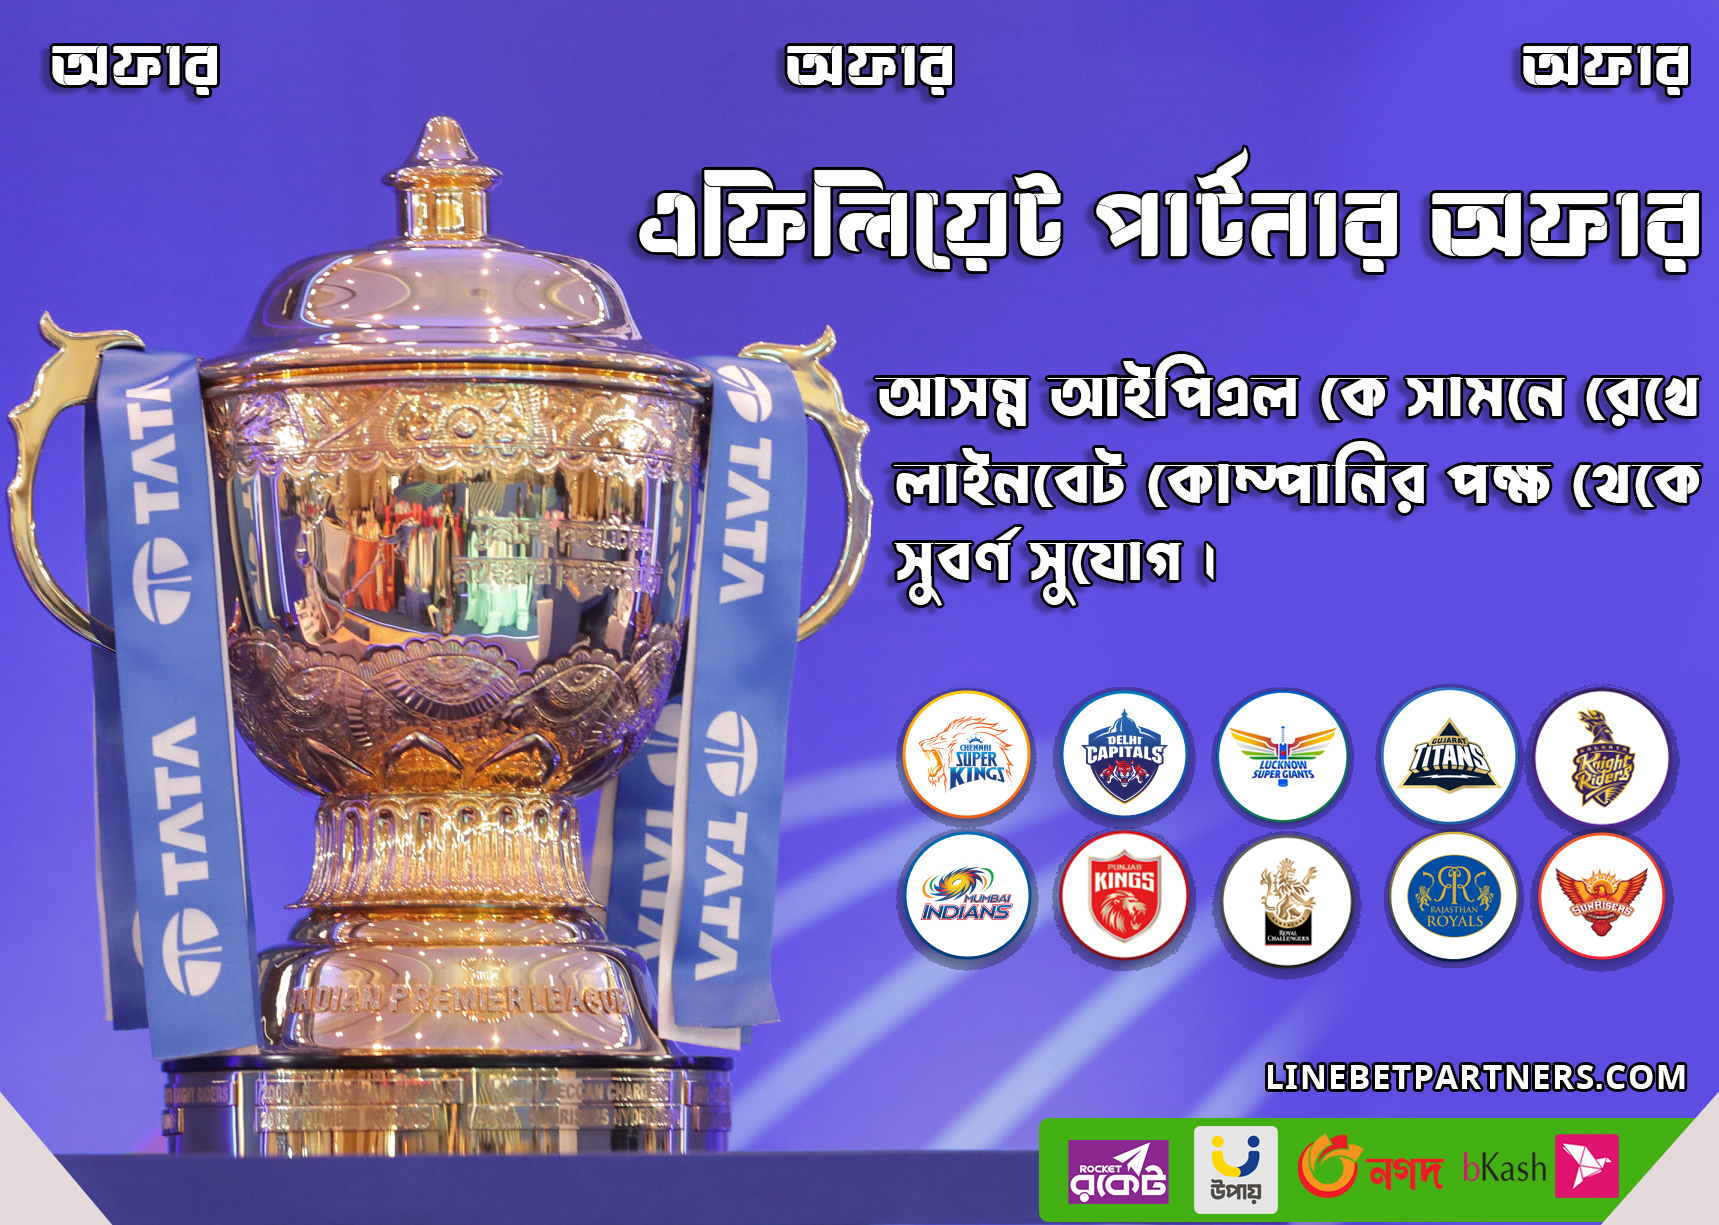 অফার অফার অফার
এফিলিয়েট পার্টনার অফার
আসন্ন আইপিএল কে সামনে রেখে
লাইনবেট কোম্পানির পক্ষ থেকে
সুবর্ণ সুযোগ।
TATA
TATA
TATA
TATA
CHENNAI
SUPER
KINGS
DELHI
CAPITALS
LUCKNOW
SUPER GIANTS
GUJARAT
TITANS
KOLKATA
Knight
Riders
MUMBAI
INDIANS
PUNJAB
KINGS
ROYAL
CHALLENGERS
RAJASTHAN
ROYALS
SUNRISERS
INDIAN PREMIER LEAGUE
LINEBETPARTNERS.COM
ROCKET
রকেট
উপায়
নগদ
bKash